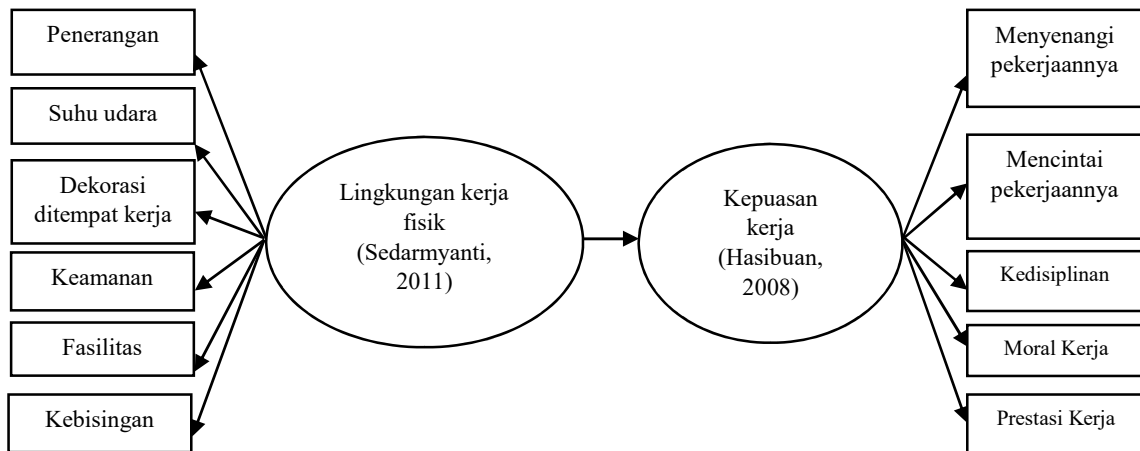 Penerangan
Suhu udara
Dekorasi
ditempat kerja
Keamanan
Fasilitas
Kebisingan
Lingkungan kerja
fisik
(Sedarmyanti,
2011)
Kepuasan
kerja
(Hasibuan,
2008)
Menyenangi
pekerjaannya
Mencintai
pekerjaannya
Kedisiplinan
Moral Kerja
Prestasi Kerja